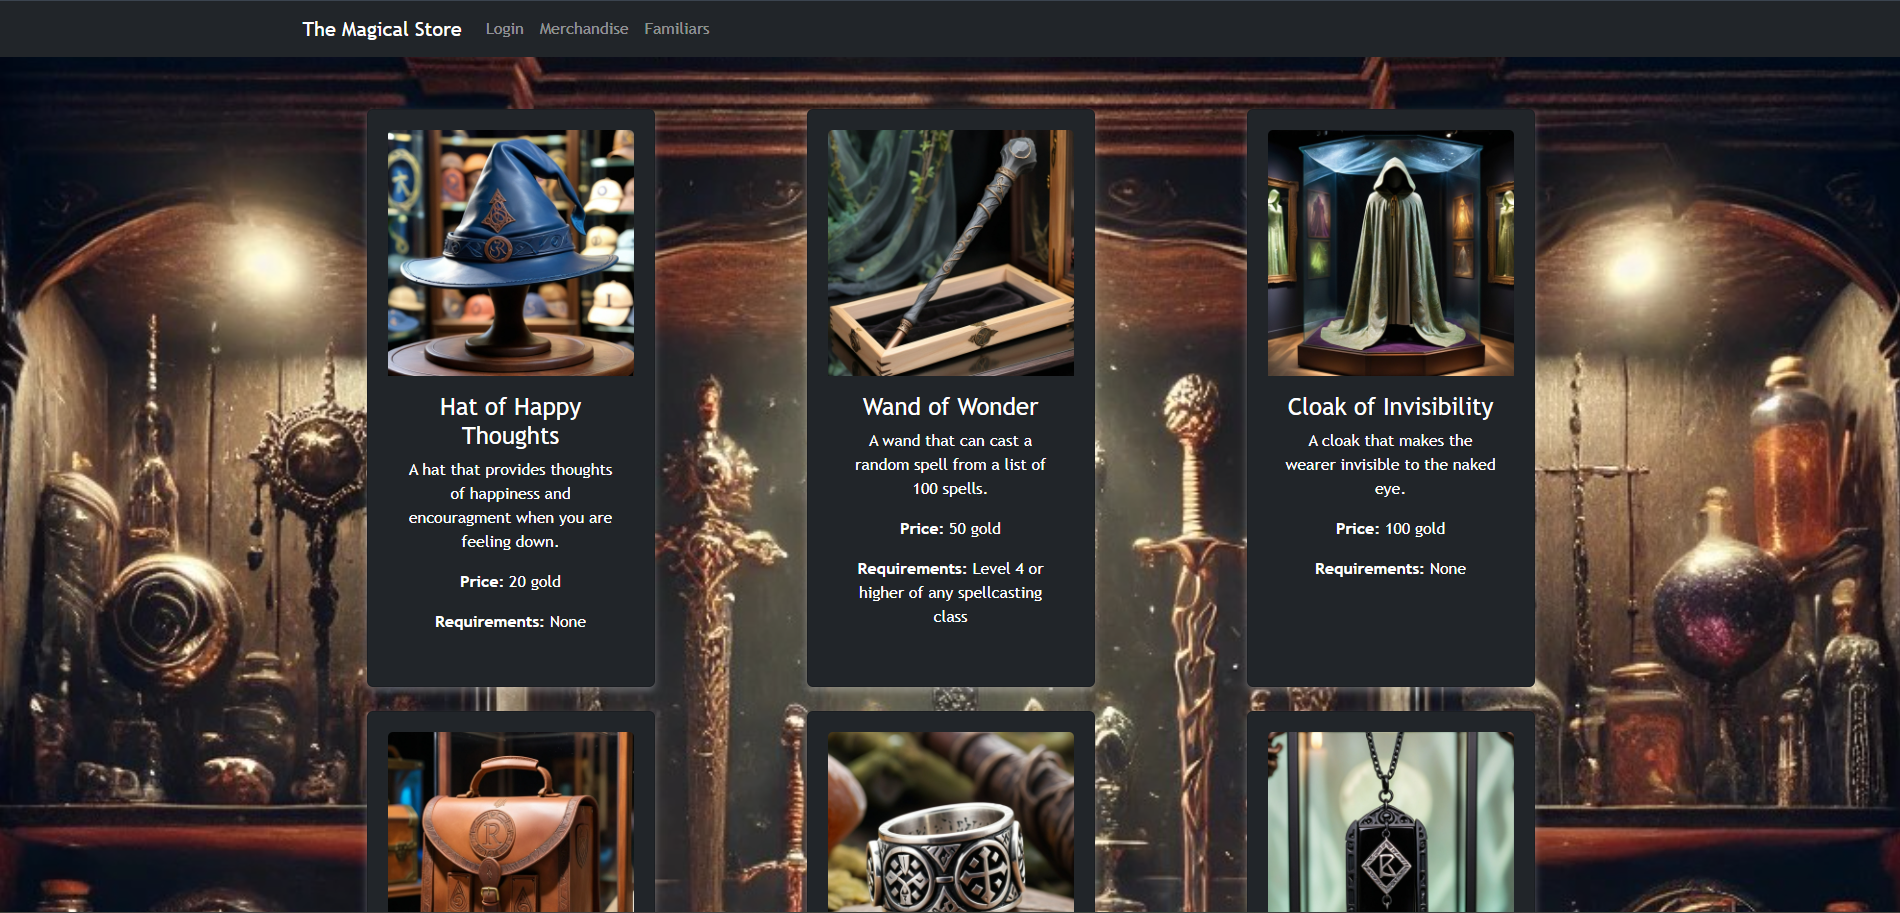 The Magical Store Login Merchandise Familiars
Hat of Happy
Thoughts
A hat that provides thoughts
of happiness and
encouragment when you are
feeling down.
Price: 20 gold
Requirements: None
Wand of Wonder
A wand that can cast a
random spell from a list of
100 spells.
Price: 50 gold
Requirements: Level 4 or
higher of any spellcasting
class
Cloak of Invisibility
A cloak that makes the
wearer invisible to the naked
eye.
Price: 100 gold
Requirements: None
R
R